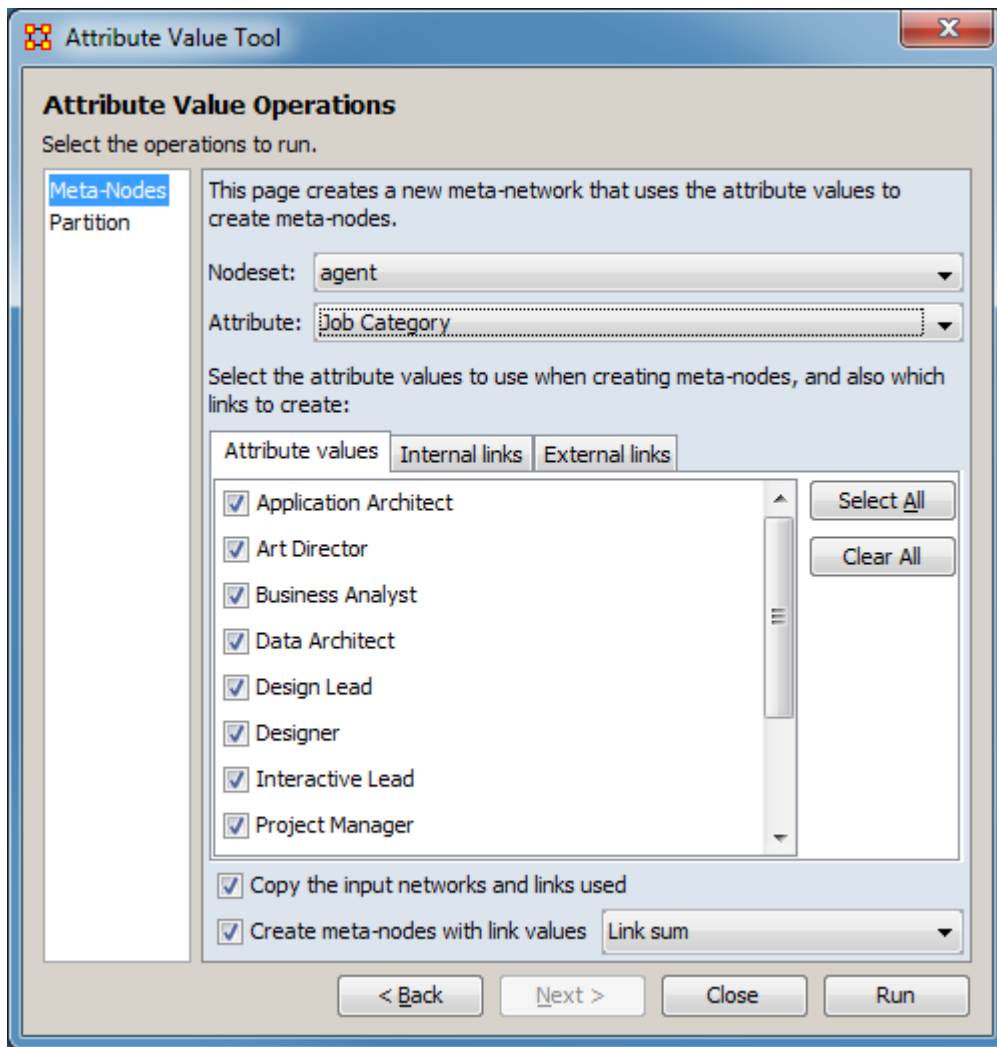 Attribute Value Tool
Attribute Value Operations
Select the operations to run.
Meta-Nodes
Partition
This page creates a new meta-network that uses the attribute values to
create meta-nodes.
Nodeset: agent
Attribute: Job Category
Select the attribute values to use when creating meta-nodes, and also which
links to create:
Attribute values Internal links External links
Application Architect
Art Director
Business Analyst
Data Architect
Design Lead
Designer
Interactive Lead
Project Manager
Select All
Clear All
Copy the input networks and links used
Create meta-nodes with link values Link sum
< Back Next > Close Run